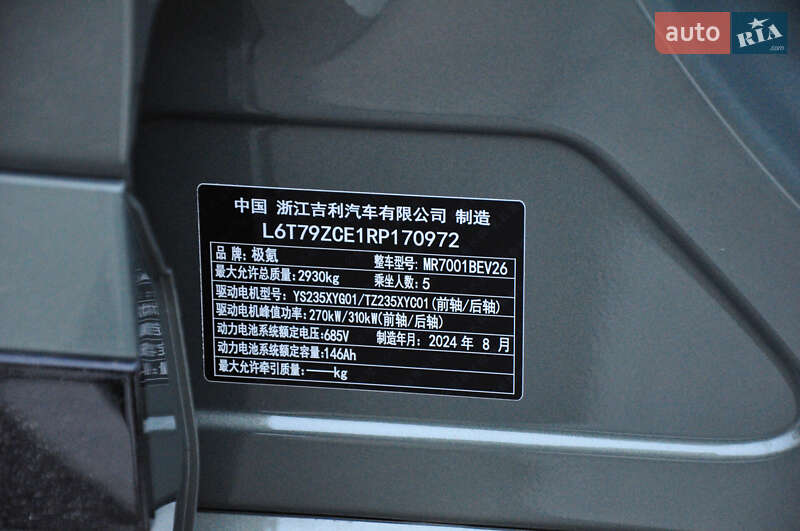 auto RIA .com
中国 浙江吉利汽车有限公司 制造
L6T79ZCE1RP170972
品 牌: 极氪 整车型号: MR7001BEV26
最大允许总质量:2930kg 乘坐人数: 5
驱动电机型号: YS235XYG01/TZ235XYC01(前轴/后轴)
驱动电机峰值功率:270kW/310kW(前轴/后轴)
动力电池系统额定电压:685V 制造年月: 2024 年 8 月
动力电池系统额定容量:146Ah
最大允许牵引质量:——kg